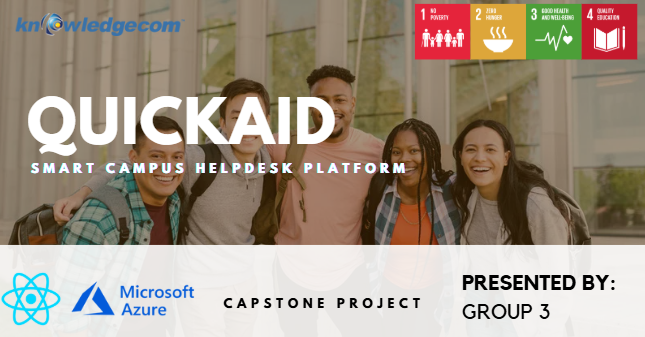 knowledgecom
1 NO POVERTY
2 ZERO HUNGER
3 GOOD HEALTH AND WELL-BEING
4 QUALITY EDUCATION
QUICKAID
SMART CAMPUS HELPDESK PLATFORM
Microsoft
Azure
CAPSTONE PROJECT
PRESENTED BY:
GROUP 3